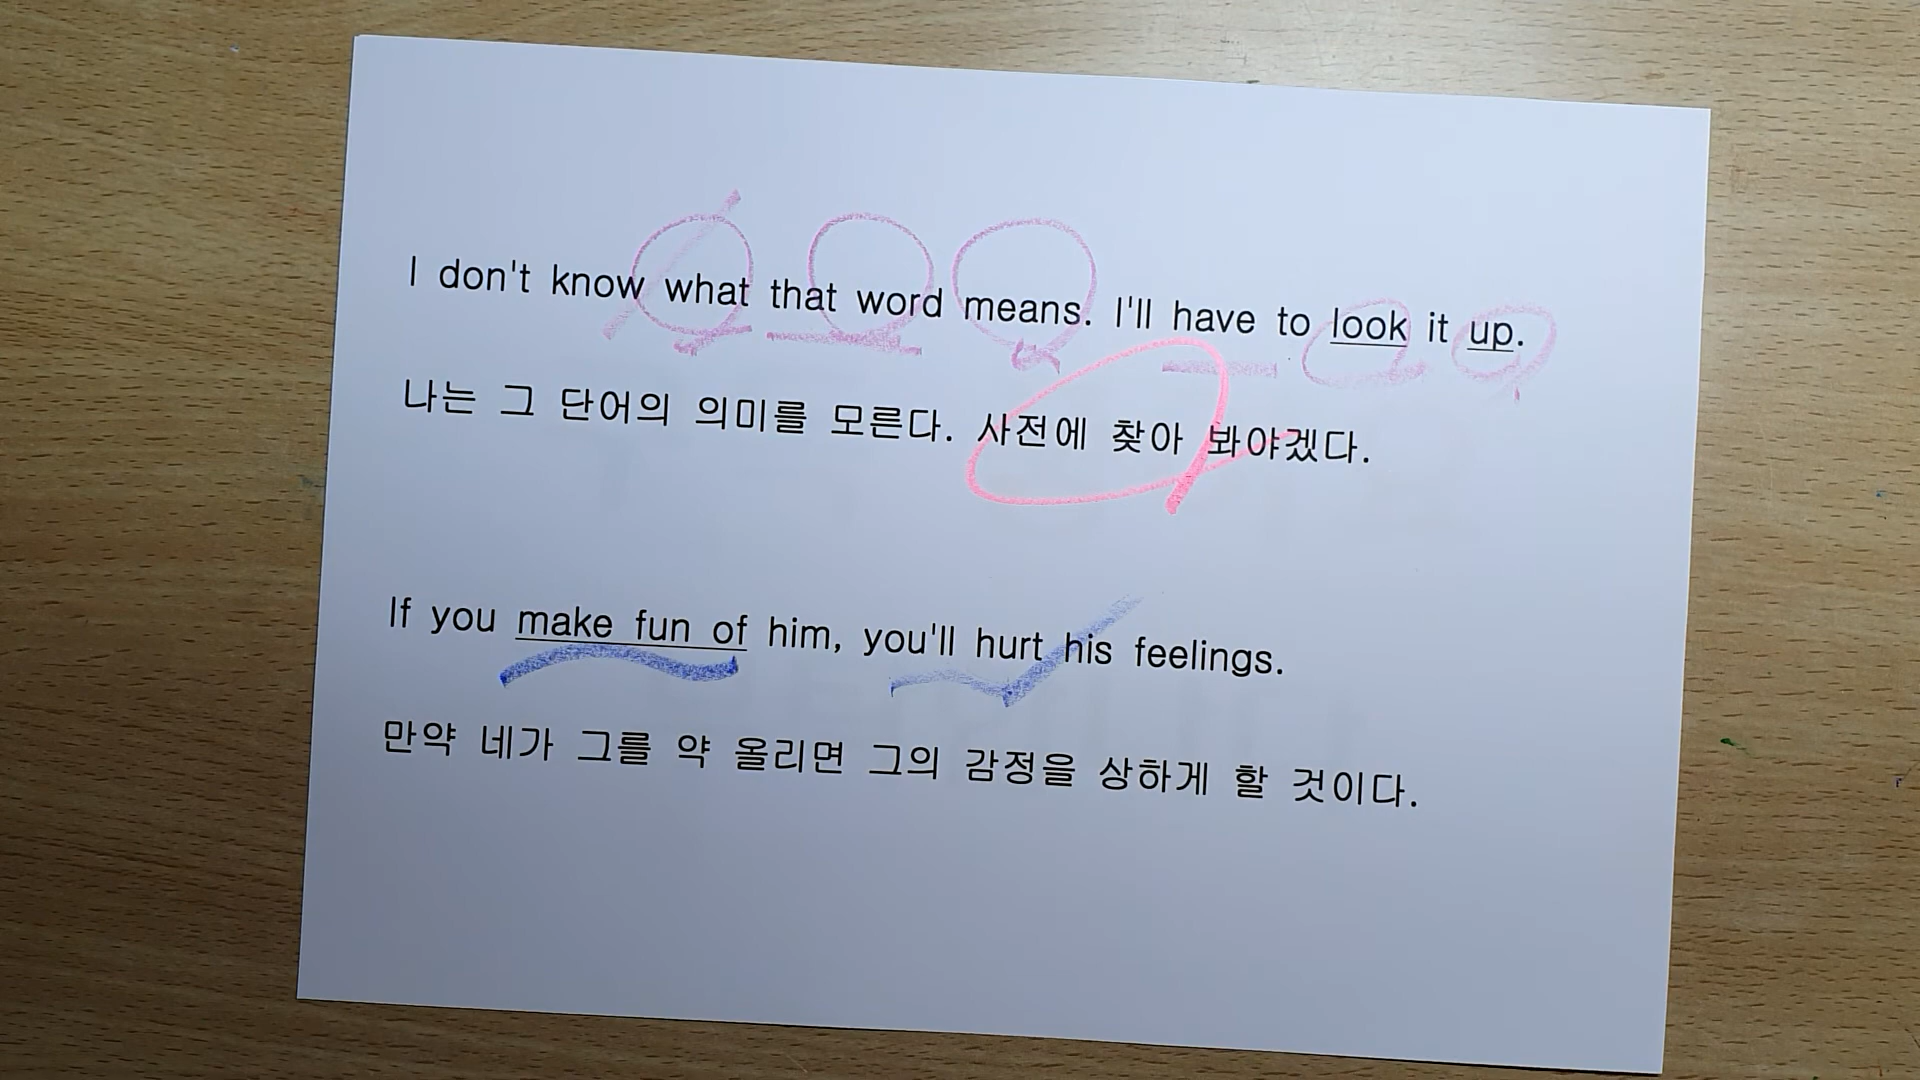 I don't know what that word means. I'll have to look it up.
나는 그 단어의 의미를 모른다. 사전에 찾아 봐야겠다.
If you make fun of him, you'll hurt his feelings.
만약 네가 그를 약 올리면 그의 감정을 상하게 할 것이다.